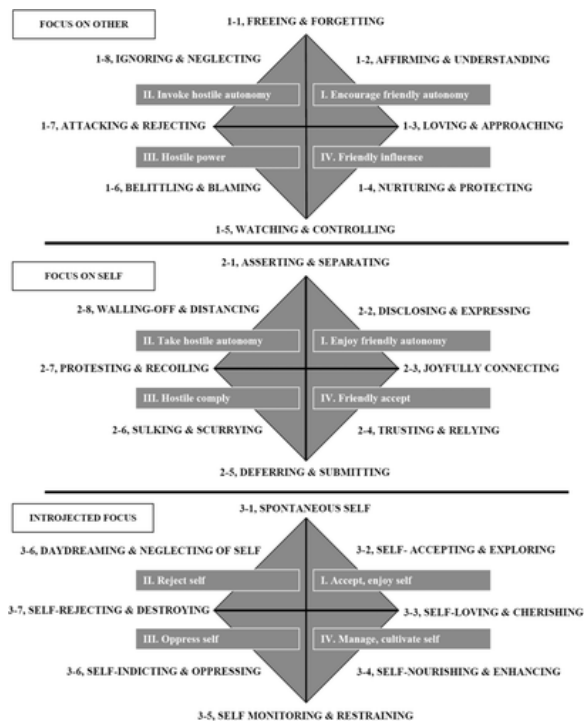 FOCUS ON OTHER
1-1, FREEING & FORGETTING
1-8, IGNORING & NEGLECTING
1-2, AFFIRMING & UNDERSTANDING
II. Invoke hostile autonomy
I. Encourage friendly autonomy
1-7, ATTACKING & REJECTING
1-3, LOVING & APPROACHING
III. Hostile power
IV. Friendly influence
1-6, BELITTLING & BLAMING
1-4, NURTURING & PROTECTING
1-5, WATCHING & CONTROLLING
FOCUS ON SELF
2-1, ASSERTING & SEPARATING
2-8, WALLING-OFF & DISTANCING
2-2, DISCLOSING & EXPRESSING
II. Take hostile autonomy
I. Enjoy friendly autonomy
2-7, PROTESTING & RECOILING
2-3, JOYFULLY CONNECTING
III. Hostile comply
IV. Friendly accept
2-6, SULKING & SCURRYING
2-4, TRUSTING & RELYING
2-5, DEFERRING & SUBMITTING
INTROJECTED FOCUS
3-1, SPONTANEOUS SELF
3-6, DAYDREAMING & NEGLECTING OF SELF
3-2, SELF- ACCEPTING & EXPLORING
II. Reject self
I. Accept, enjoy self
3-7, SELF-REJECTING & DESTROYING
3-3, SELF-LOVING & CHERISHING
III. Oppress self
IV. Manage, cultivate self
3-6, SELF-INDICTING & OPPRESSING
3-4, SELF-NOURISHING & ENHANCING
3-5, SELF MONITORING & RESTRAINING